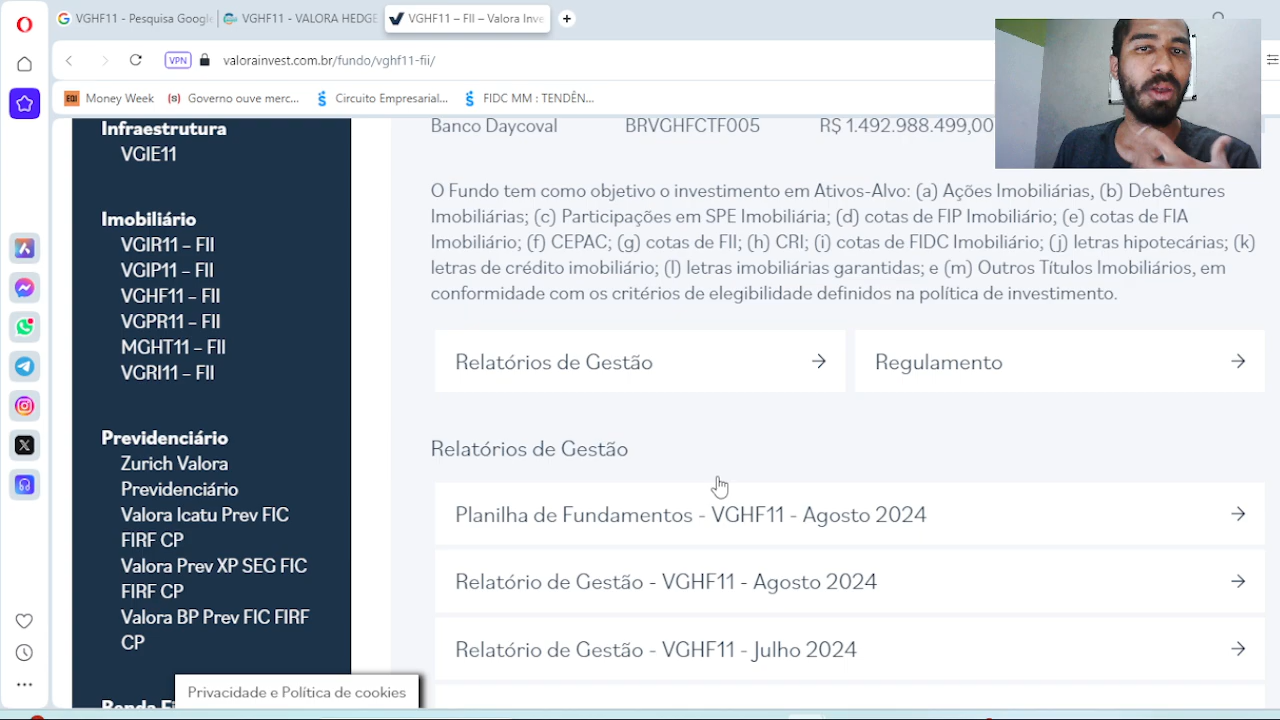 VGHF11 - Pesquisa Google
VGHF11 - VALORA HEDGE
VGHF11 – FII – Valora Inve
VPN
valorainvest.com.br/fundo/vghf11-fii/
EQI
Money Week
(s)
Governo ouve merc...
Circuito Empresarial...
FIDC MM : TENDÊN...
Infraestrutura
VGIE11
Imobiliário
VGIR11 – FII
VGIP11 – FII
VGHF11 – FII
VGPR11 – FII
MGHT11 – FII
VGRI11 – FII
Previdenciário
Zurich Valora
Previdenciário
Valora Icatu Prev FIC
FIRF CP
Valora Prev XP SEG FIC
FIRF CP
Valora BP Prev FIC FIRF
CP
Banco Daycoval
BRVGHFCTF005
R$ 1.492.988.499,00
O Fundo tem como objetivo o investimento em Ativos-Alvo: (a) Ações Imobiliárias, (b) Debêntures
Imobiliárias; (c) Participações em SPE Imobiliária; (d) cotas de FIP Imobiliário; (e) cotas de FIA
Imobiliário; (f) CEPAC; (g) cotas de FII; (h) CRI; (i) cotas de FIDC Imobiliário; (j) letras hipotecárias; (k)
letras de crédito imobiliário; (l) letras imobiliárias garantidas; e (m) Outros Títulos Imobiliários, em
conformidade com os critérios de elegibilidade definidos na política de investimento.
Relatórios de Gestão
Regulamento
Relatórios de Gestão
Planilha de Fundamentos - VGHF11 - Agosto 2024
Relatório de Gestão - VGHF11 - Agosto 2024
Relatório de Gestão - VGHF11 - Julho 2024
Privacidade e Política de cookies